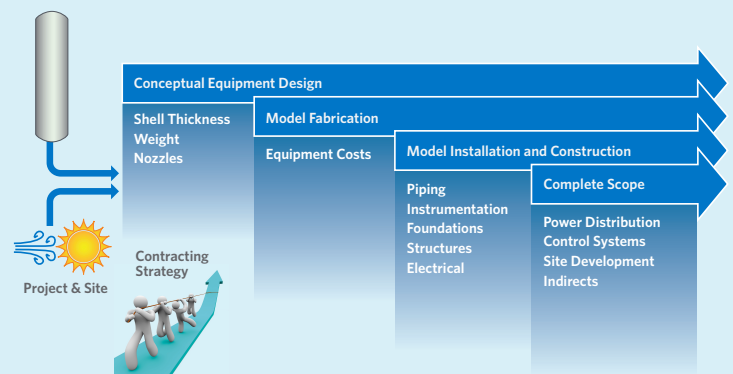 Conceptual Equipment Design
Shell Thickness
Weight
Nozzles
Model Fabrication
Equipment Costs
Model Installation and Construction
Piping
Instrumentation
Foundations
Structures
Electrical
Complete Scope
Power Distribution
Control Systems
Site Development
Indirects
Project & Site
Contracting
Strategy